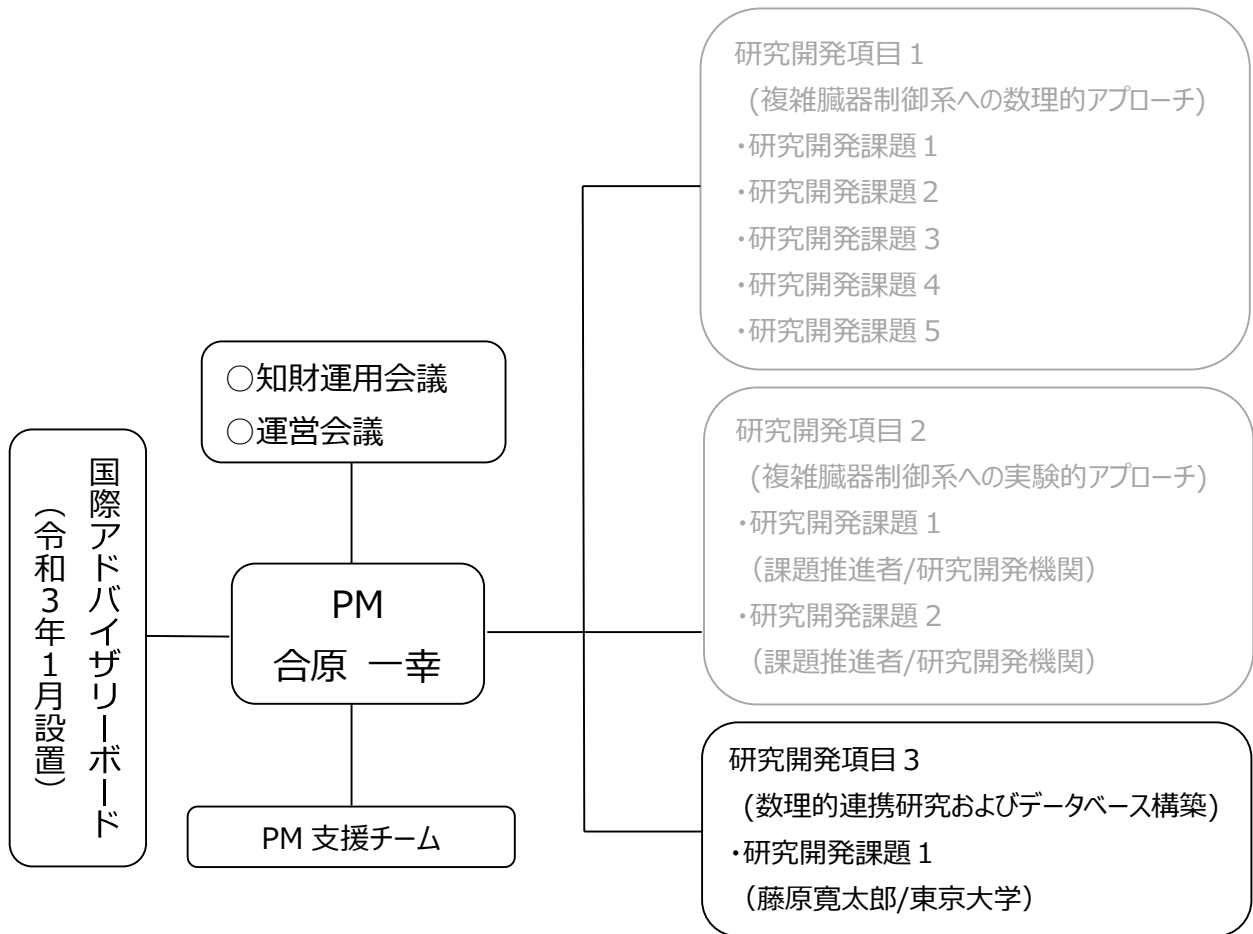 国際アドバイザリーボード
（令和３年１月設置）
○知財運用会議
○運営会議
PM
合原 一幸
PM 支援チーム
研究開発項目１
(複雑臓器制御系への数理的アプローチ)
・研究開発課題１
・研究開発課題２
・研究開発課題３
・研究開発課題４
・研究開発課題５
研究開発項目２
(複雑臓器制御系への実験的アプローチ)
・研究開発課題１
（課題推進者/研究開発機関）
・研究開発課題２
（課題推進者/研究開発機関）
研究開発項目３
(数理的連携研究およびデータベース構築)
・研究開発課題１
（藤原寛太郎/東京大学）